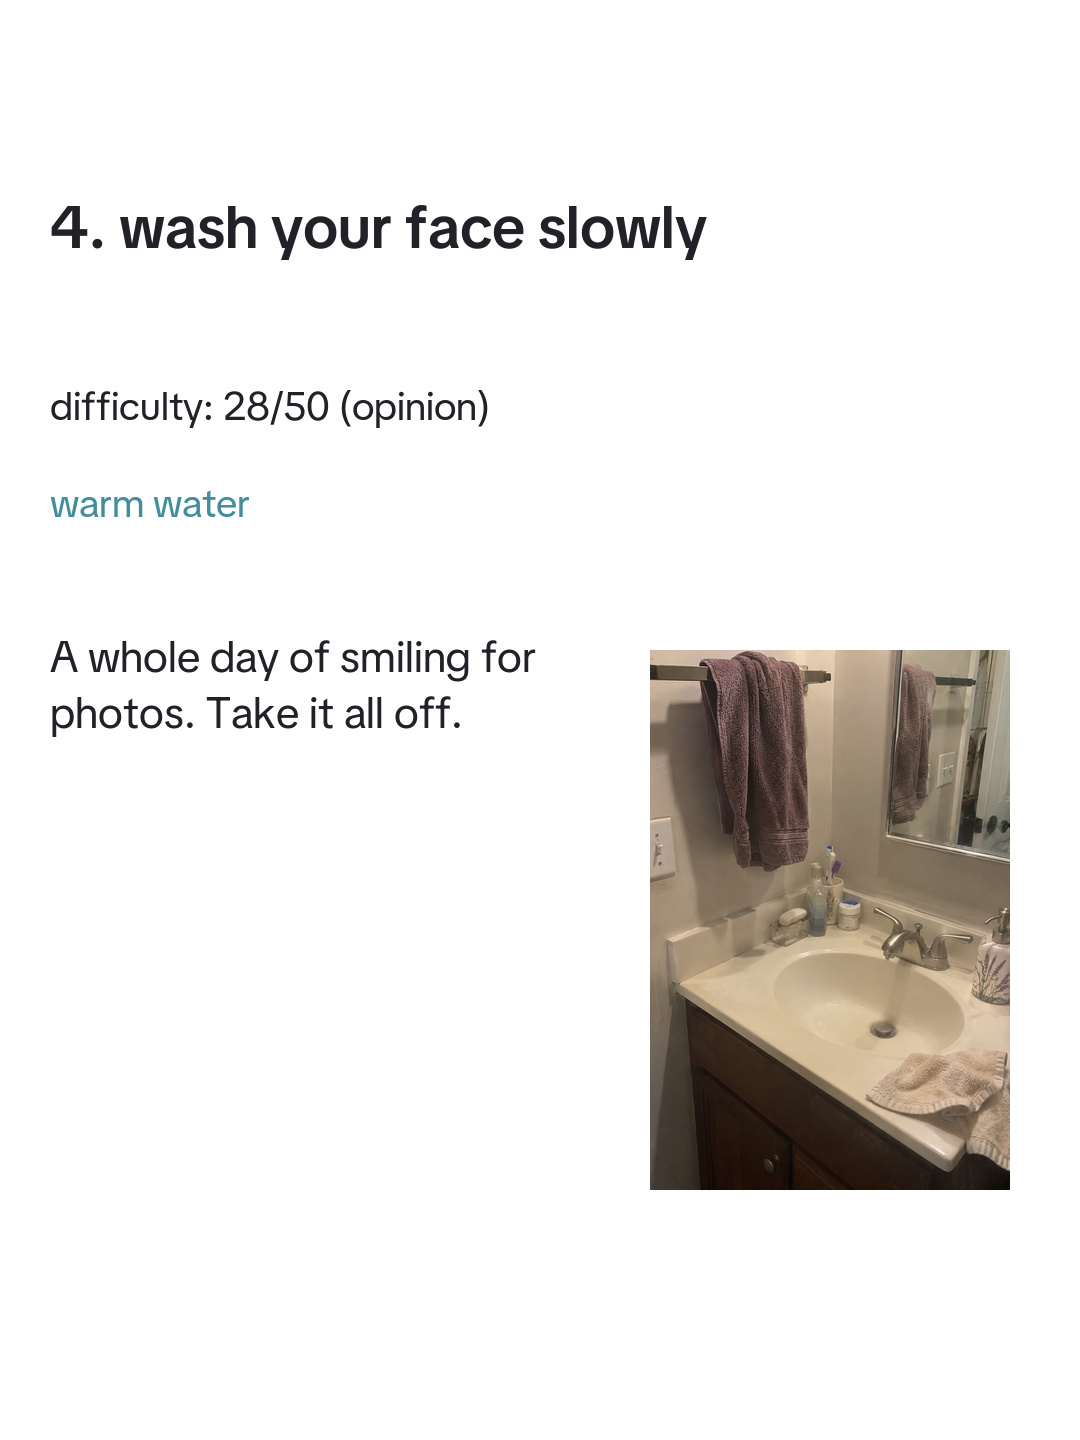 4. wash your face slowly
difficulty: 28/50 (opinion)
warm water
A whole day of smiling for
photos. Take it all off.